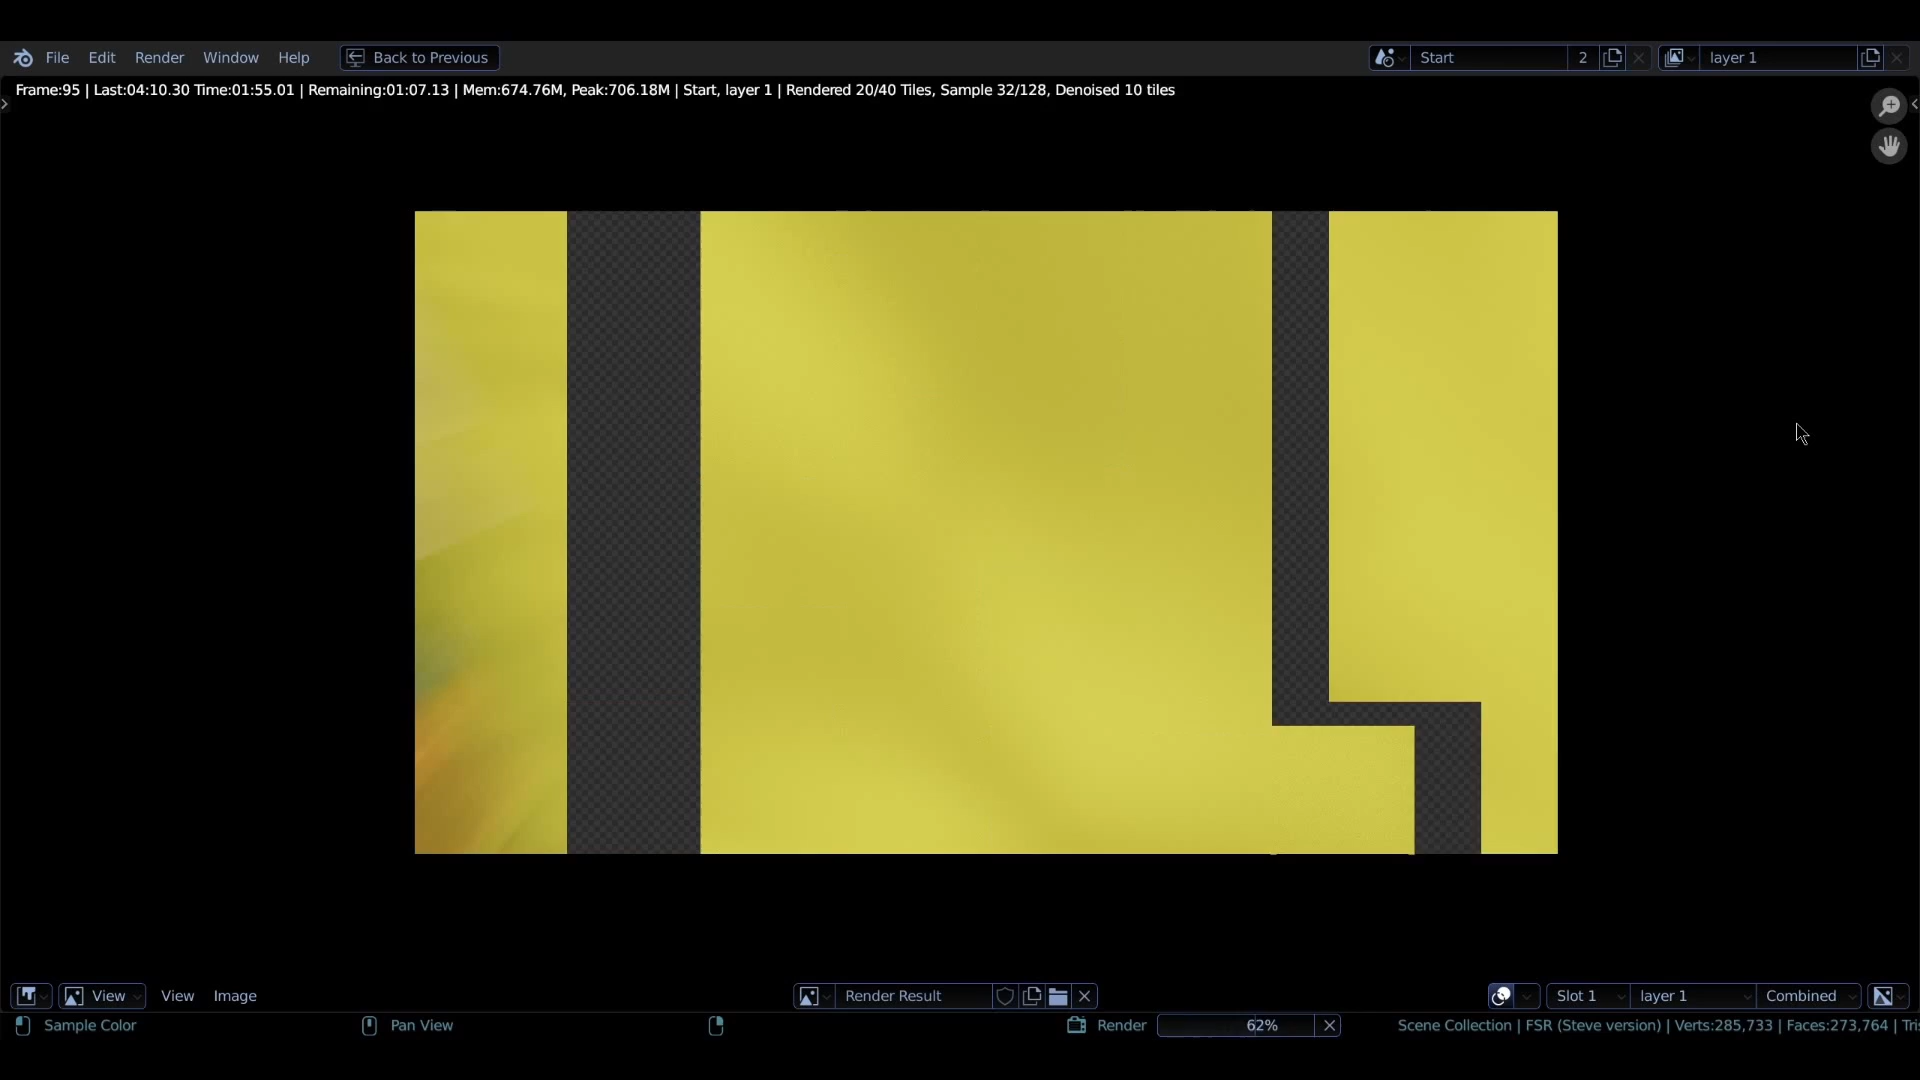 File Edit Render Window Help Back to Previous Start 2 layer 1
Frame:95 | Last:04:10.30 Time:01:55.01 | Remaining:01:07.13 | Mem:674.76M, Peak:706.18M | Start, layer 1 | Rendered 20/40 Tiles, Sample 32/128, Denoised 10 tiles
View View Image Render Result Slot 1 layer 1 Combined
Sample Color Pan View Render 62% Scene Collection | FSR (Steve version) | Verts:285,733 | Faces:273,764 | Tri